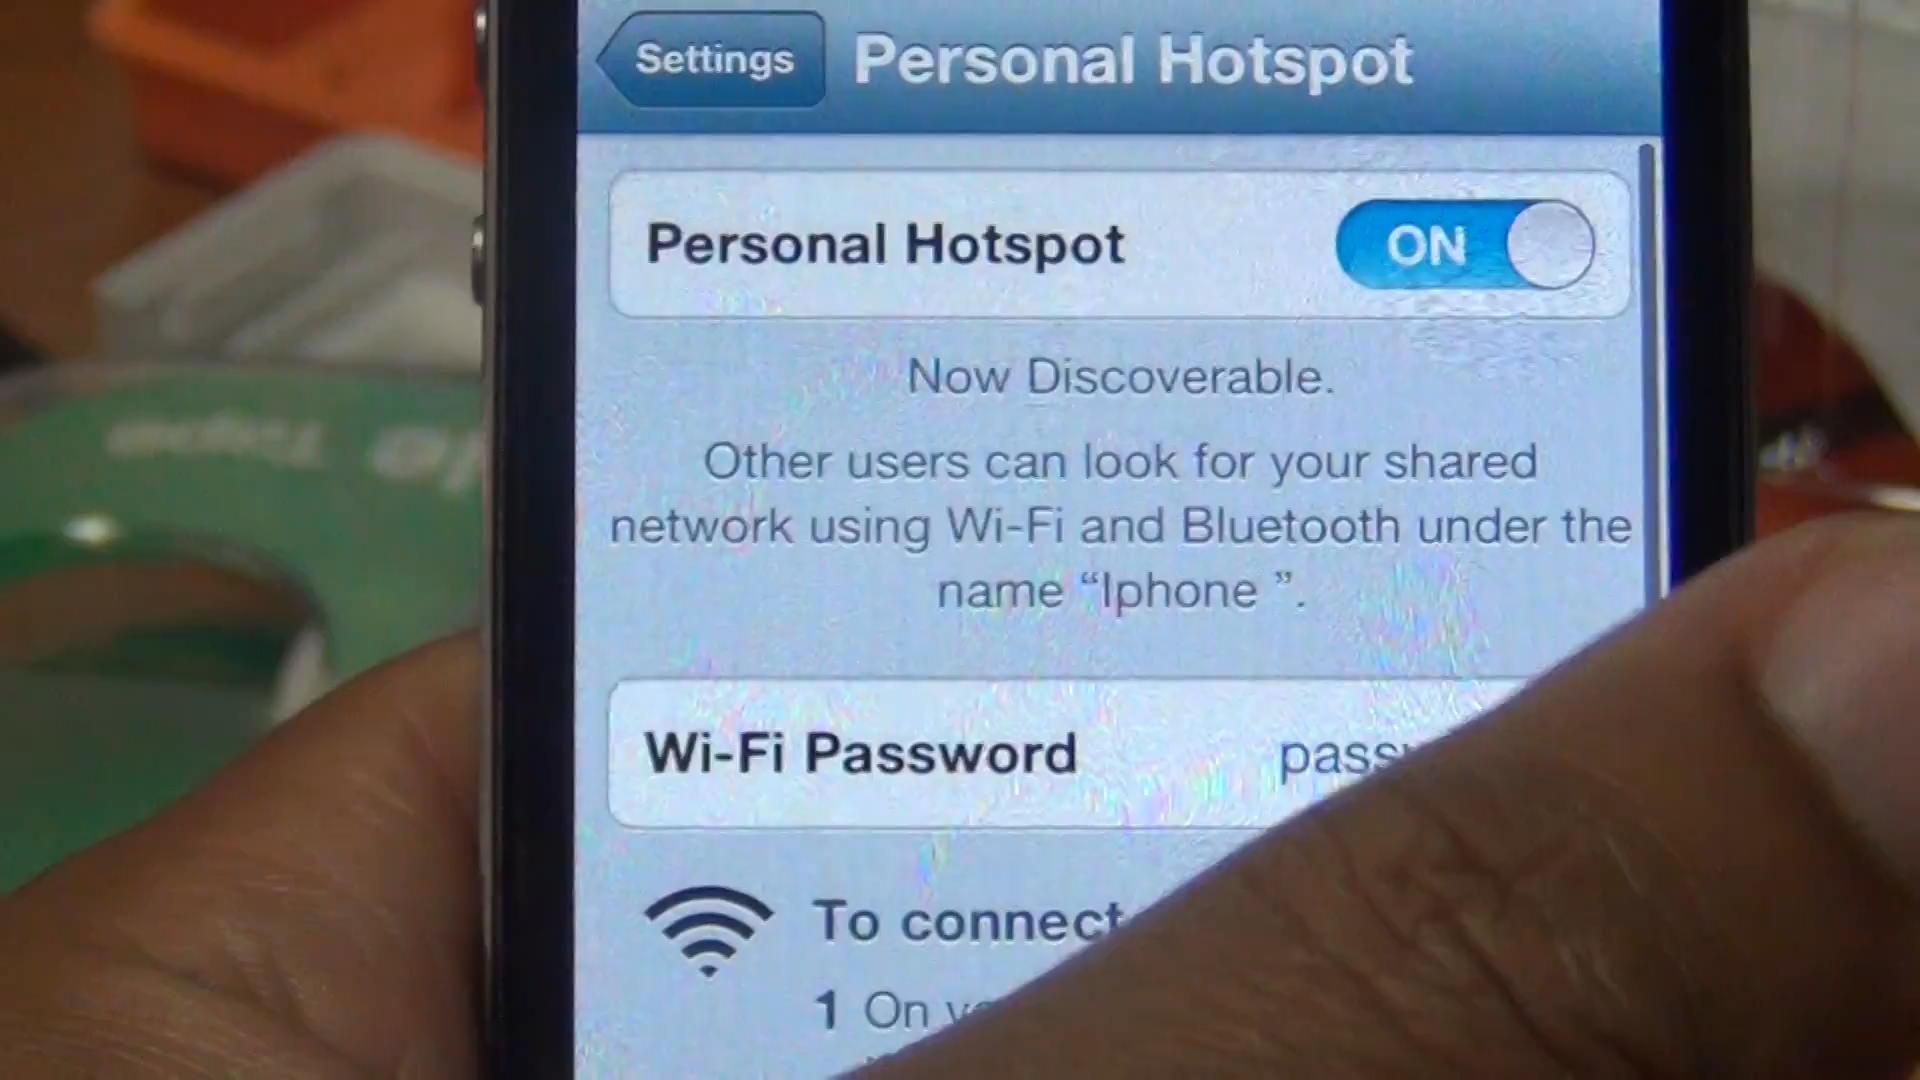 Settings
Personal Hotspot
Personal Hotspot
ON
Now Discoverable.
Other users can look for your shared
network using Wi-Fi and Bluetooth under the
name “Iphone ”.
Wi-Fi Password
To connect
1 On